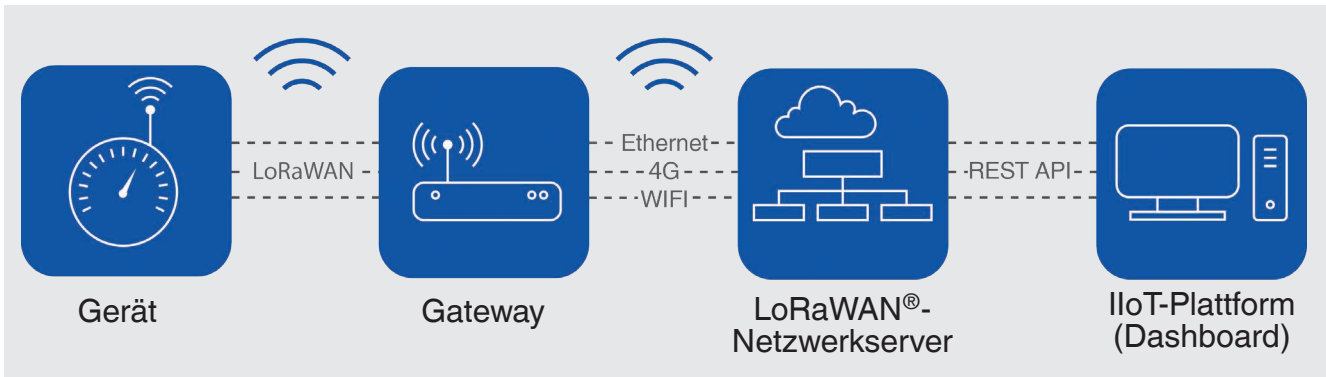 LoRaWAN
Ethernet
4G
WIFI
REST API
Gerät
Gateway
LoRaWAN®-
Netzwerkserver
IIoT-Plattform
(Dashboard)